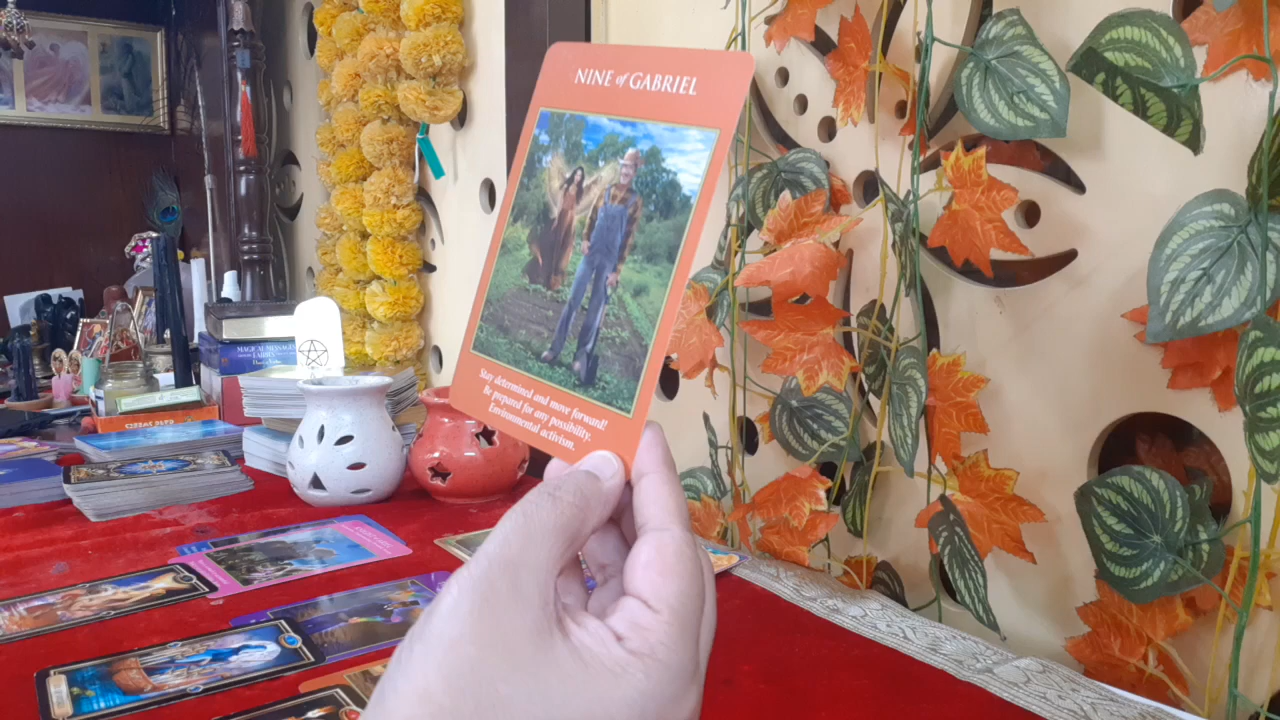 NINE of GABRIEL
Stay determined and move forward!
Be prepared for any possibility.
Environmental activism.
MAGICAL MESSAGES
FAIRIES